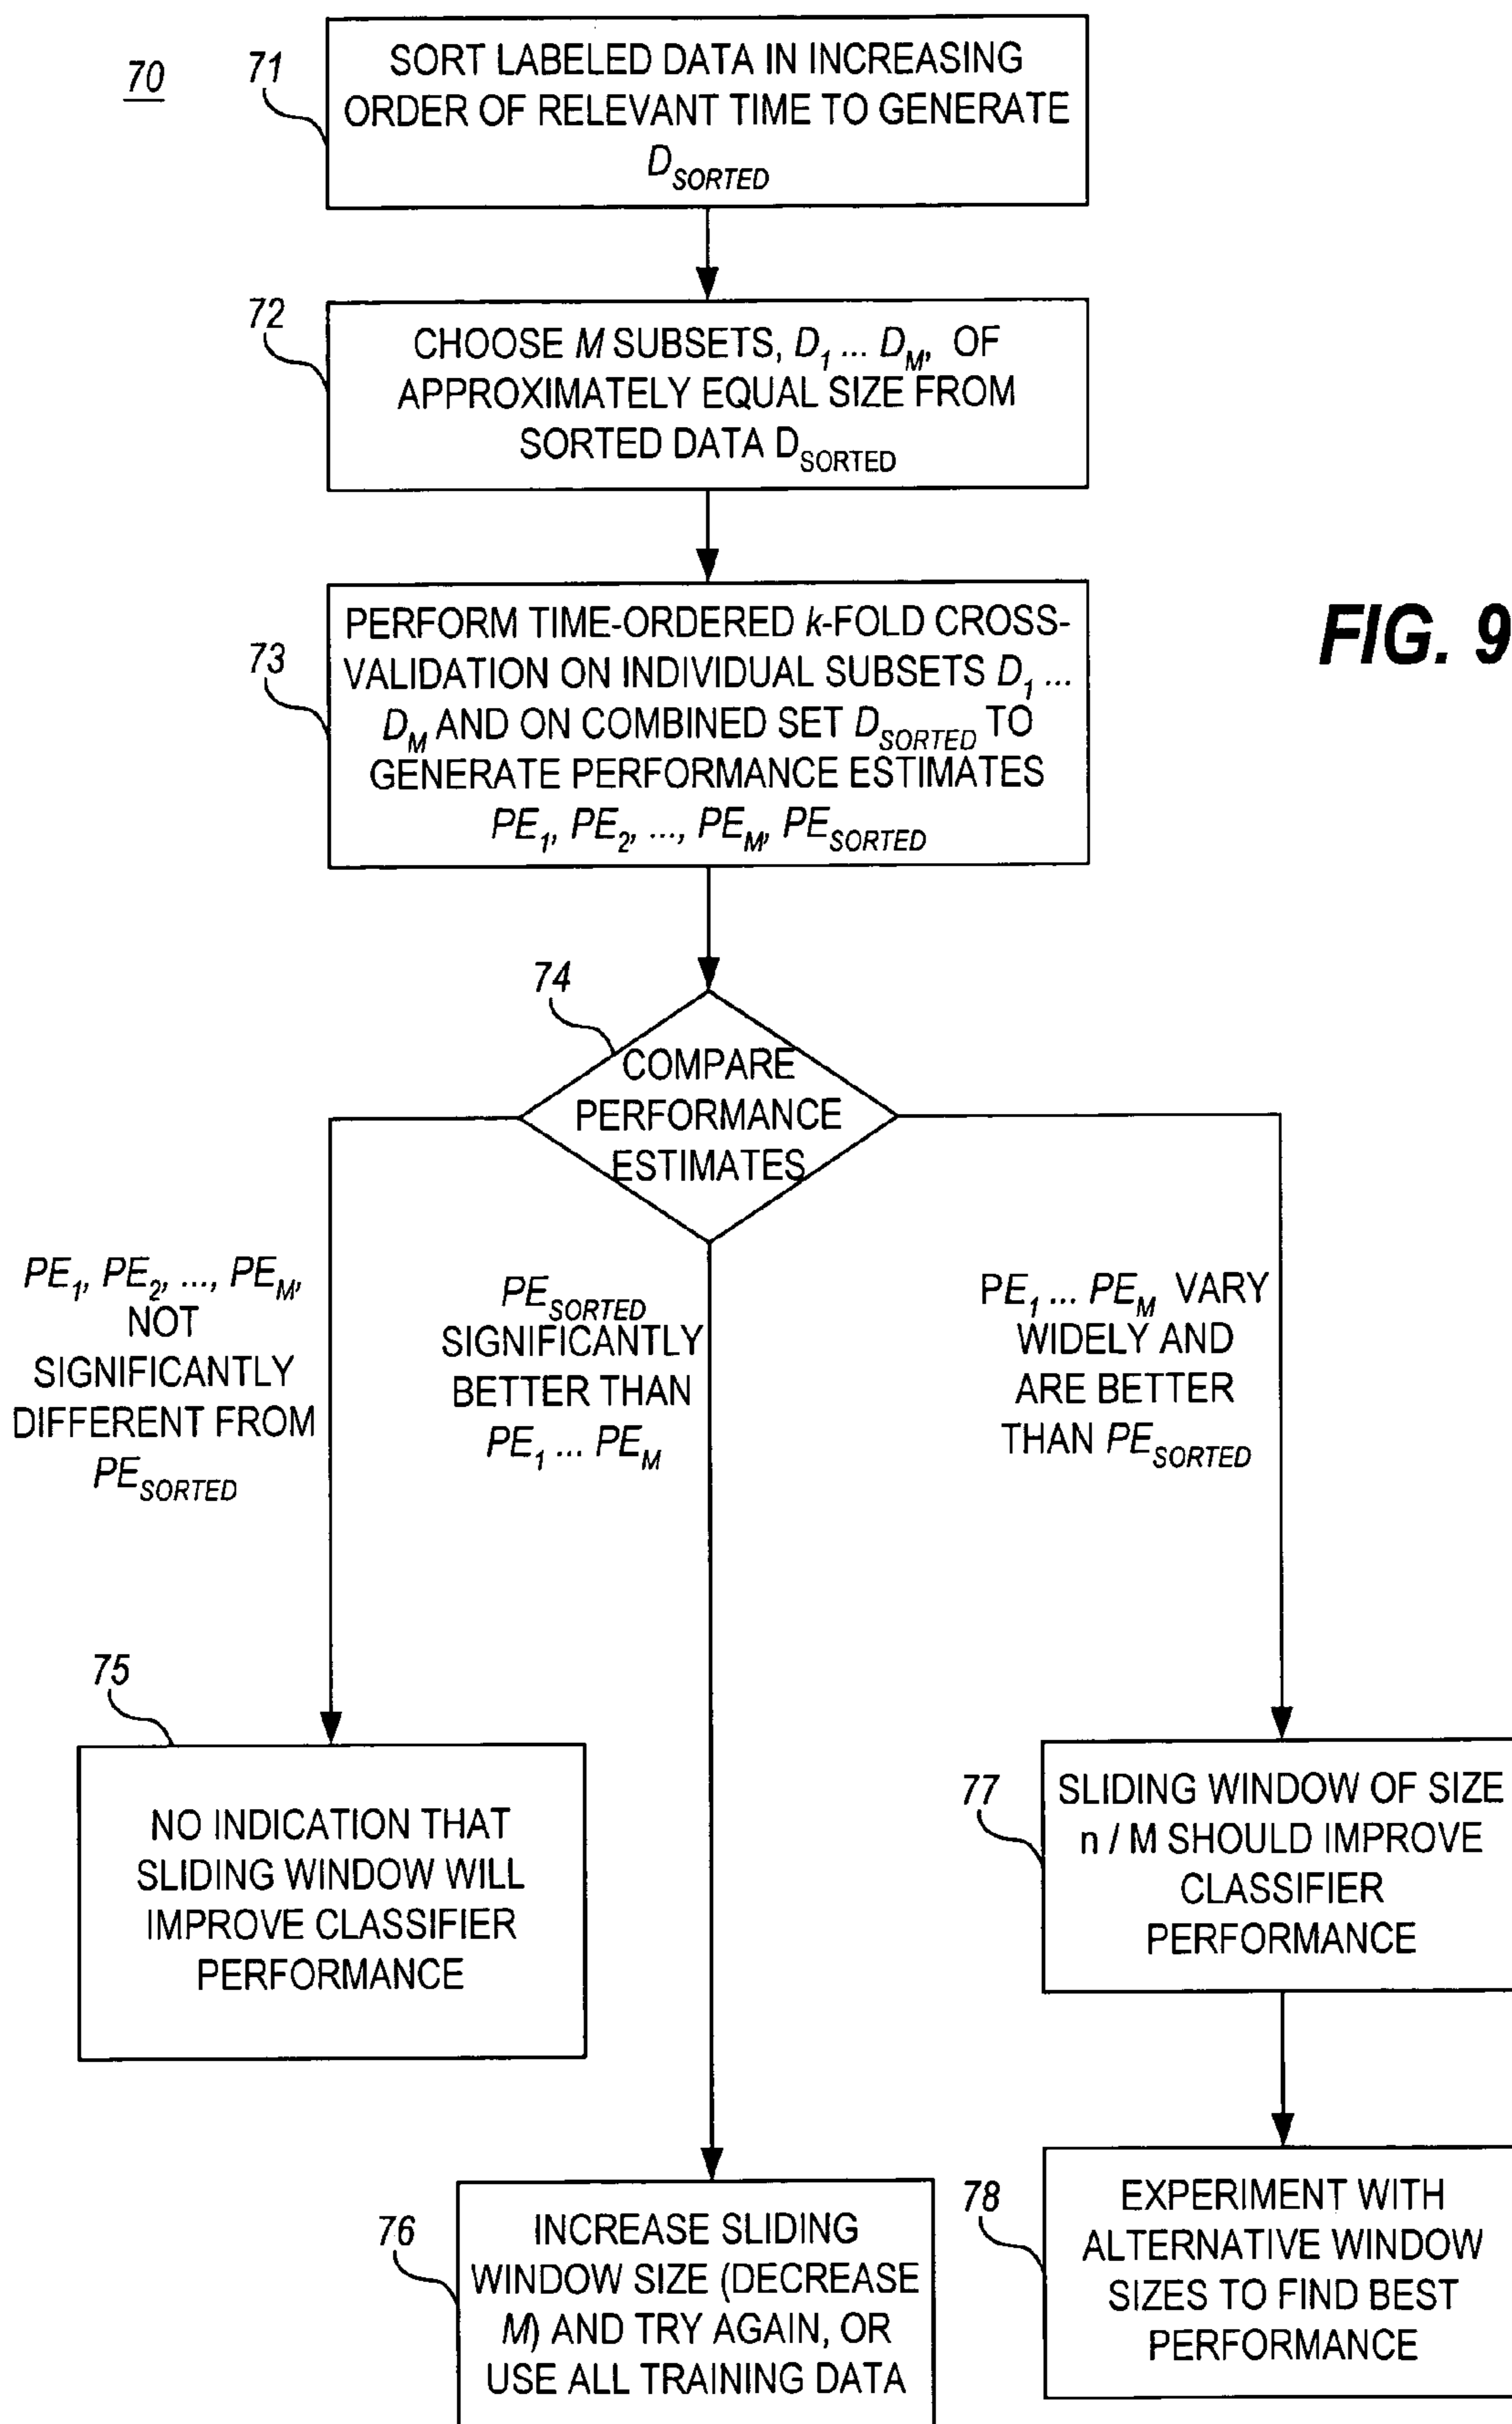 70
71
SORT LABELED DATA IN INCREASING
ORDER OF RELEVANT TIME TO GENERATE
D_SORTED
72
CHOOSE M SUBSETS, D_1 ... D_M, OF
APPROXIMATELY EQUAL SIZE FROM
SORTED DATA D_SORTED
73
PERFORM TIME-ORDERED k-FOLD CROSS-
VALIDATION ON INDIVIDUAL SUBSETS D_1 ...
D_M AND ON COMBINED SET D_SORTED TO
GENERATE PERFORMANCE ESTIMATES
PE_1, PE_2, ..., PE_M, PE_SORTED
FIG. 9
74
COMPARE
PERFORMANCE
ESTIMATES
PE_1, PE_2, ..., PE_M,
NOT
SIGNIFICANTLY
DIFFERENT FROM
PE_SORTED
PE_SORTED
SIGNIFICANTLY
BETTER THAN
PE_1 ... PE_M
PE_1 ... PE_M VARY
WIDELY AND
ARE BETTER
THAN PE_SORTED
75
NO INDICATION THAT
SLIDING WINDOW WILL
IMPROVE CLASSIFIER
PERFORMANCE
76
INCREASE SLIDING
WINDOW SIZE (DECREASE
M) AND TRY AGAIN, OR
USE ALL TRAINING DATA
77
SLIDING WINDOW OF SIZE
n / M SHOULD IMPROVE
CLASSIFIER
PERFORMANCE
78
EXPERIMENT WITH
ALTERNATIVE WINDOW
SIZES TO FIND BEST
PERFORMANCE